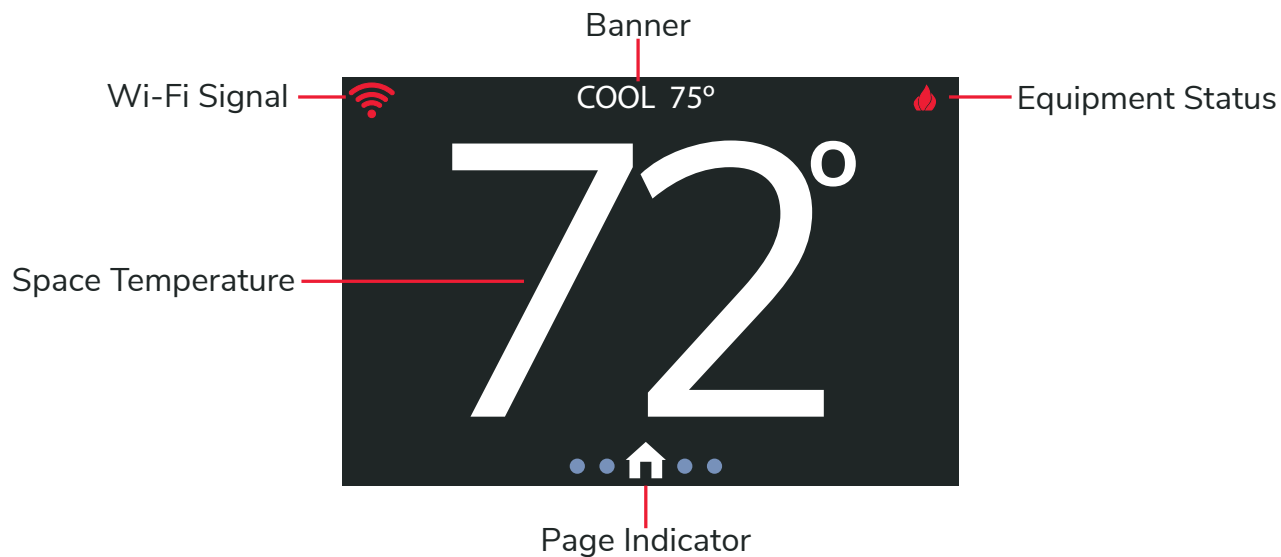 Banner
Wi-Fi Signal
COOL 75º
Equipment Status
72º
Space Temperature
Page Indicator